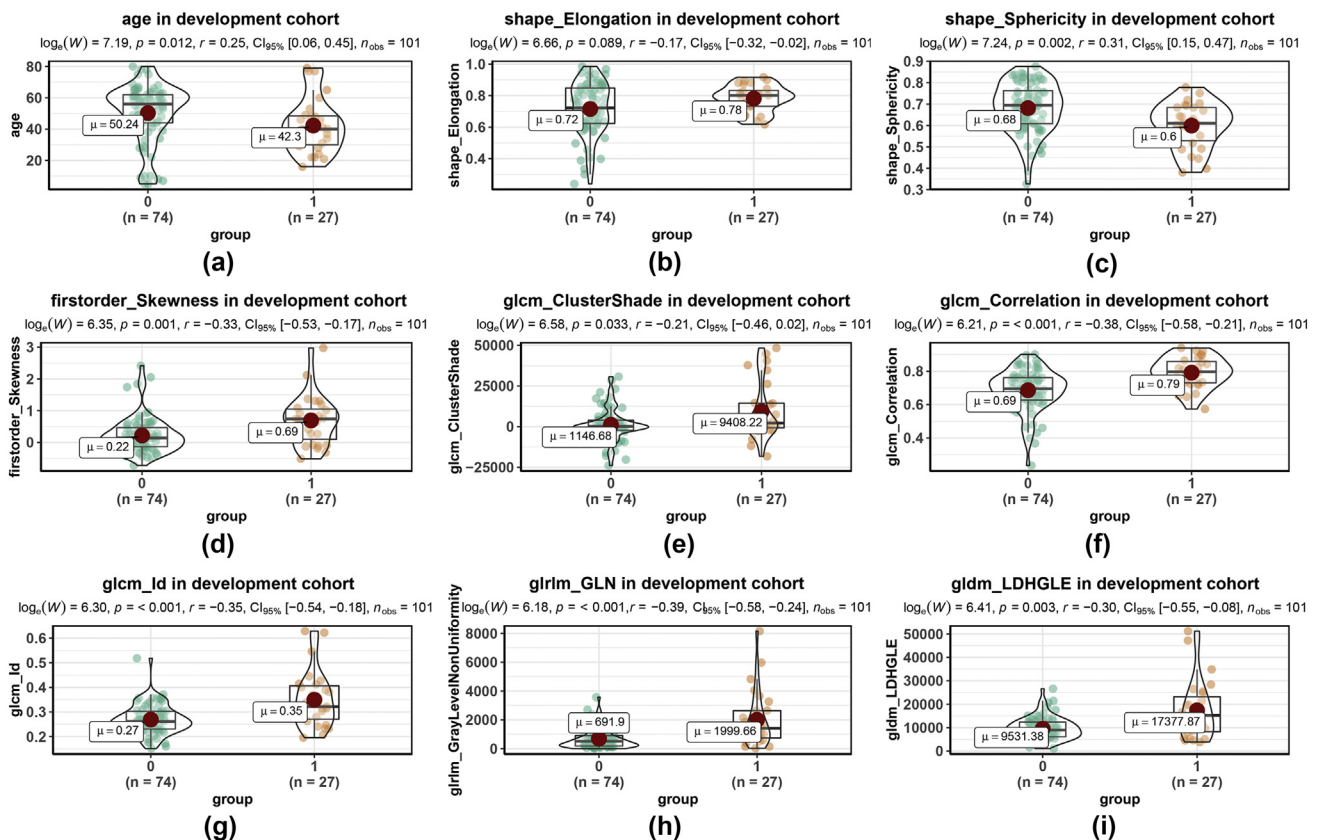 age in development cohort
logₑ(W) = 7.19, p = 0.012, r = 0.25, CI95% [0.06, 0.45], nobs = 101
80
60
40
20
age
μ = 50.24
μ = 42.3
0
(n = 74)
1
(n = 27)
group
(a)
shape_Elongation in development cohort
logₑ(W) = 6.66, p = 0.089, r = −0.17, CI95% [−0.32, −0.02], nobs = 101
1.0
0.8
0.6
0.4
shape_Elongation
μ = 0.72
μ = 0.78
0
(n = 74)
1
(n = 27)
group
(b)
shape_Sphericity in development cohort
logₑ(W) = 7.24, p = 0.002, r = 0.31, CI95% [0.15, 0.47], nobs = 101
0.9
0.8
0.7
0.6
0.5
0.4
0.3
shape_Sphericity
μ = 0.68
μ = 0.6
0
(n = 74)
1
(n = 27)
group
(c)
firstorder_Skewness in development cohort
logₑ(W) = 6.35, p = 0.001, r = −0.33, CI95% [−0.53, −0.17], nobs = 101
3
2
1
0
firstorder_Skewness
μ = 0.22
μ = 0.69
0
(n = 74)
1
(n = 27)
group
(d)
glcm_ClusterShade in development cohort
logₑ(W) = 6.58, p = 0.033, r = −0.21, CI95% [−0.46, 0.02], nobs = 101
50000
25000
0
−25000
glcm_ClusterShade
μ = 1146.68
μ = 9408.22
0
(n = 74)
1
(n = 27)
group
(e)
glcm_Correlation in development cohort
logₑ(W) = 6.21, p = < 0.001, r = −0.38, CI95% [−0.58, −0.21], nobs = 101
0.8
0.6
0.4
glcm_Correlation
μ = 0.69
μ = 0.79
0
(n = 74)
1
(n = 27)
group
(f)
glcm_Id in development cohort
logₑ(W) = 6.30, p = < 0.001, r = −0.35, CI95% [−0.54, −0.18], nobs = 101
0.6
0.5
0.4
0.3
0.2
glcm_Id
μ = 0.27
μ = 0.35
0
(n = 74)
1
(n = 27)
group
(g)
glrlm_GLN in development cohort
logₑ(W) = 6.18, p = < 0.001, r = −0.39, CI95% [−0.58, −0.24], nobs = 101
8000
6000
4000
2000
0
glrlm_GrayLevelNonUniformity
μ = 691.9
μ = 1999.66
0
(n = 74)
1
(n = 27)
group
(h)
gldm_LDHGLE in development cohort
logₑ(W) = 6.41, p = 0.003, r = −0.30, CI95% [−0.55, −0.08], nobs = 101
50000
40000
30000
20000
10000
0
gldm_LDHGLE
μ = 9531.38
μ = 17377.87
0
(n = 74)
1
(n = 27)
group
(i)